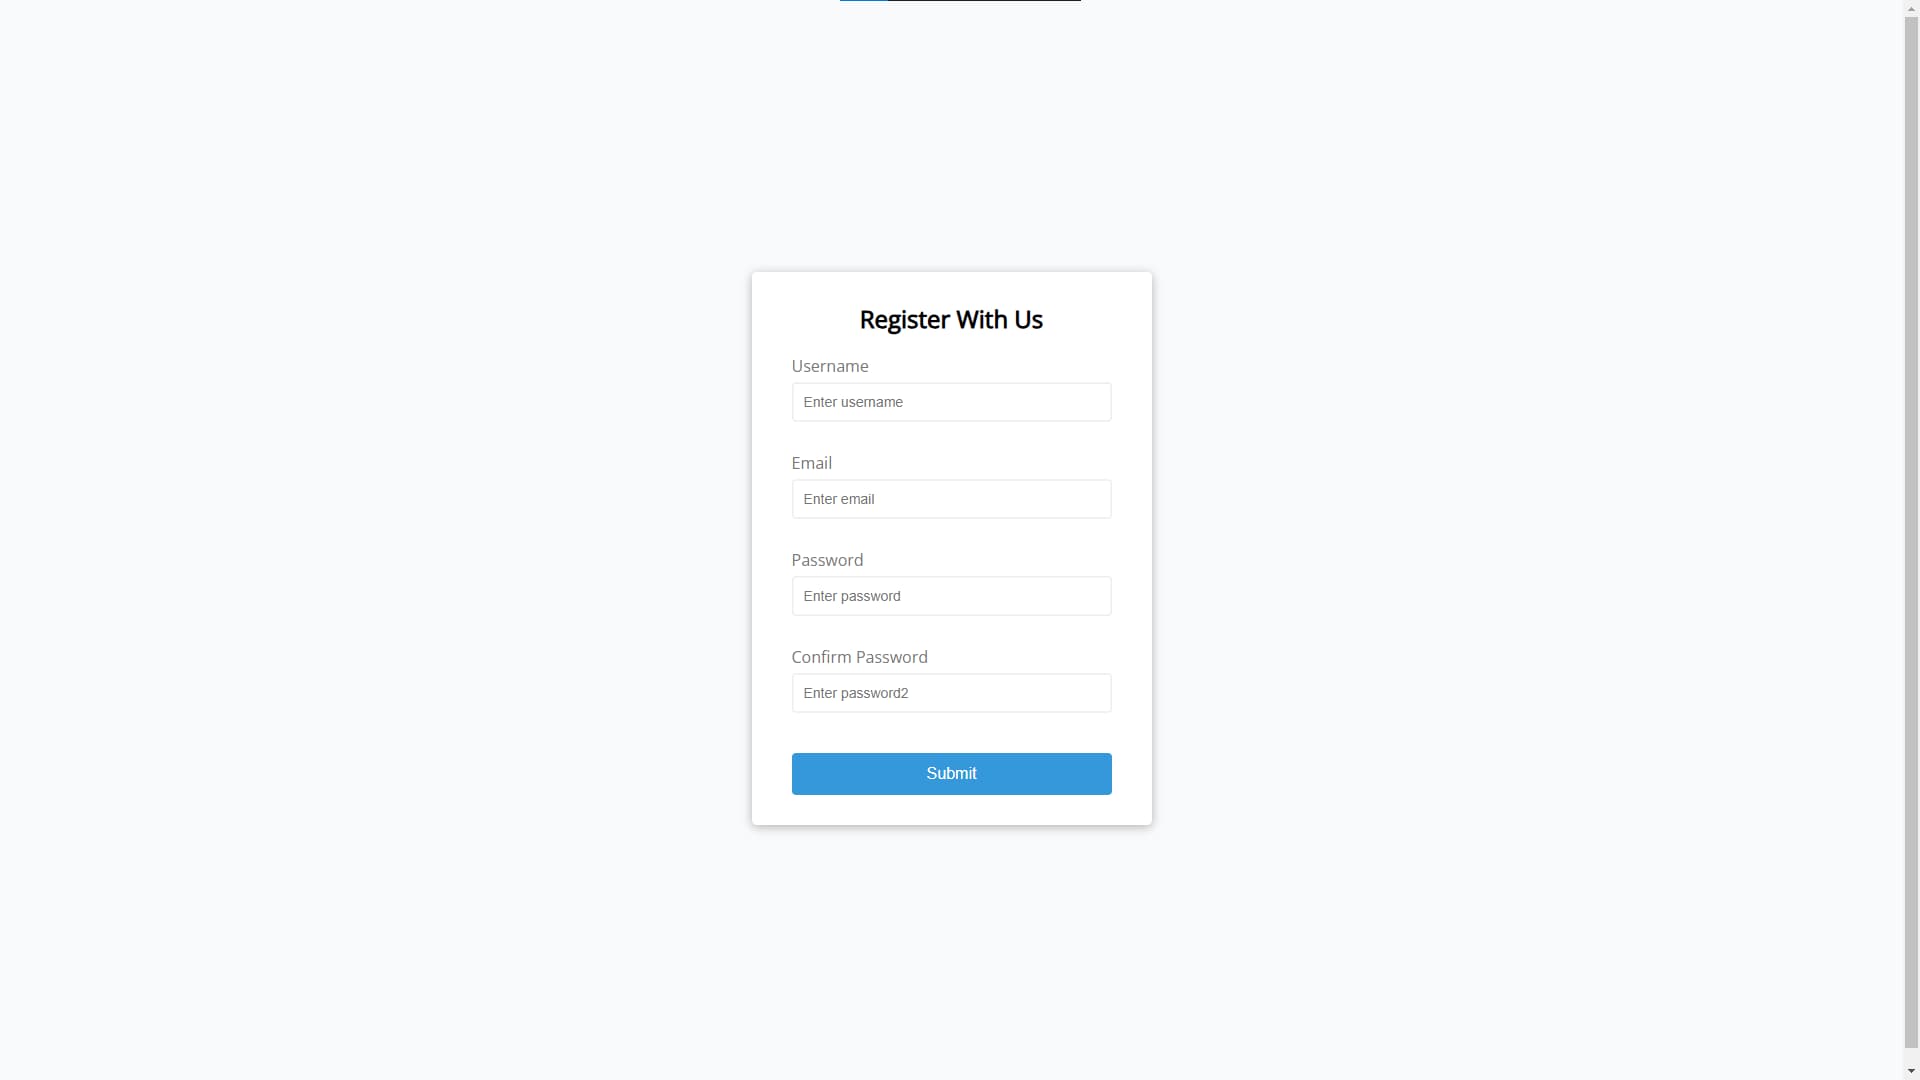 Register With Us
Username
Enter username
Email
Enter email
Password
Enter password
Confirm Password
Enter password2
Submit